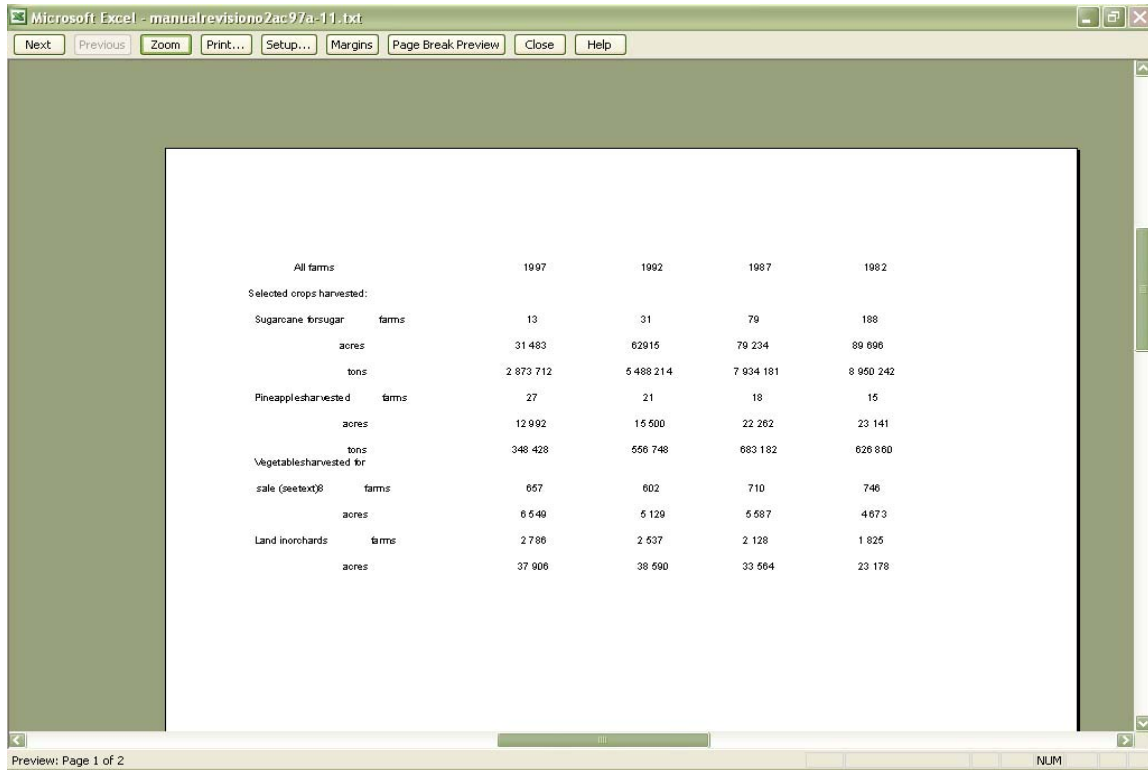 Microsoft Excel - manualrevisiono2ac97a-11.txt
Next Previous Zoom Print... Setup... Margins Page Break Preview Close Help
All farms 1997 1992 1987 1982
Selected crops harvested:
Sugarcane forsugar farms 13 31 79 188
acres 31 483 62915 79 234 89 696
tons 2 873 712 5 488 214 7 934 181 8 950 242
Pineapplesharvested farms 27 21 18 15
acres 12 992 15 500 22 262 23 141
tons 348 428 556 748 683 182 626 860
Vegetablesharvested for
sale (seetext)8 farms 657 602 710 746
acres 6 549 5 129 5 587 4 673
Land inorchards farms 2 786 2 537 2 128 1 825
acres 37 906 38 590 33 564 23 178
Preview: Page 1 of 2 NUM